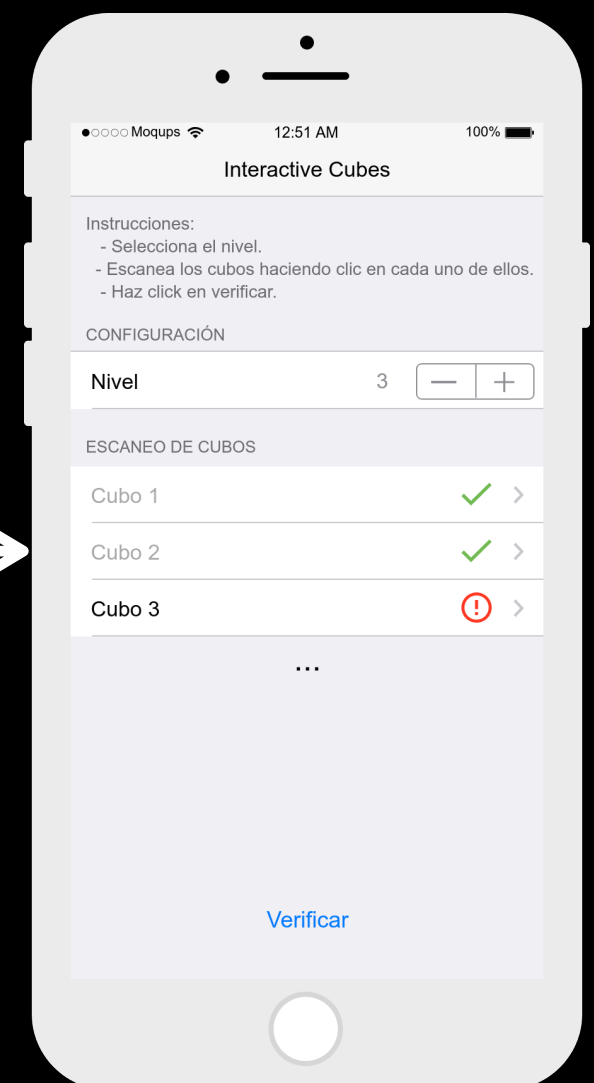 Moqups 12:51 AM 100%
Interactive Cubes
Instrucciones:
- Selecciona el nivel.
- Escanea los cubos haciendo clic en cada uno de ellos.
- Haz click en verificar.
CONFIGURACIÓN
Nivel 3
ESCANEO DE CUBOS
Cubo 1
Cubo 2
Cubo 3
...
Verificar